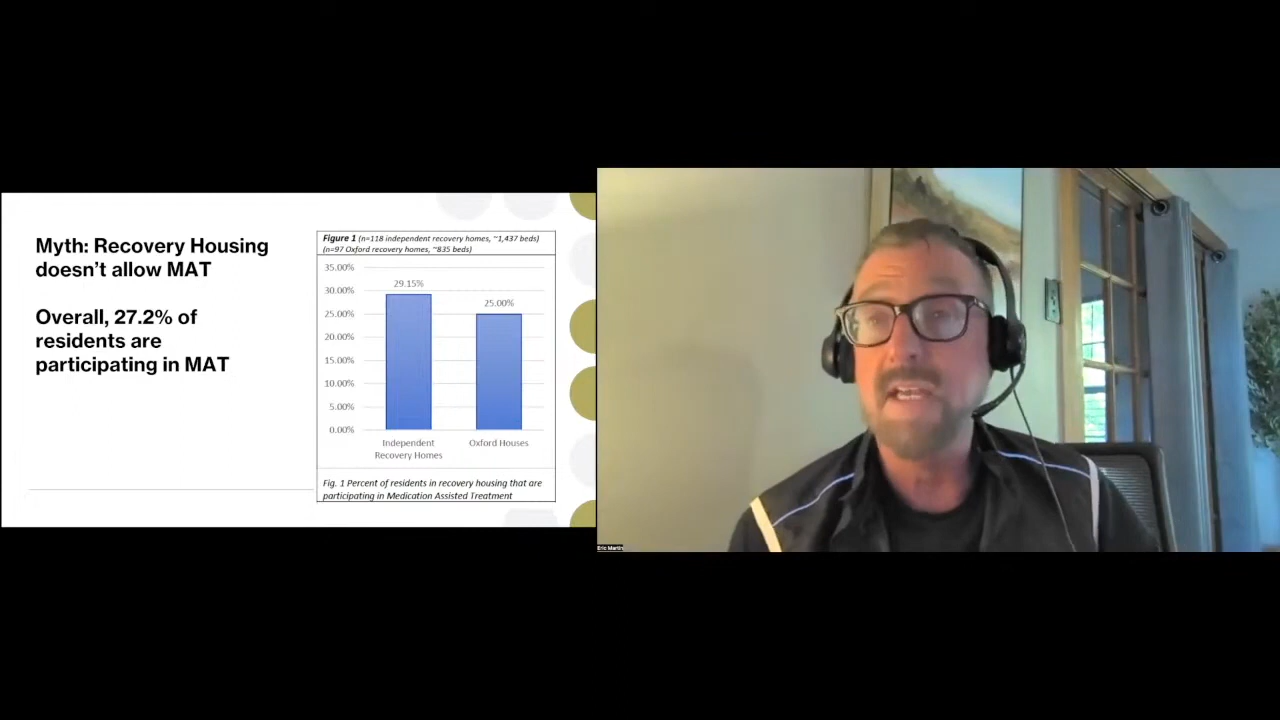 Myth: Recovery Housing
doesn't allow MAT
Overall, 27.2% of
residents are
participating in MAT
Figure 1 (n=118 independent recovery homes, ~1,437 beds)
(n=97 Oxford recovery homes, ~835 beds)
35.00%
30.00%
25.00%
20.00%
15.00%
10.00%
5.00%
0.00%
29.15%
25.00%
Independent
Recovery Homes
Oxford Houses
Fig. 1 Percent of residents in recovery housing that are
participating in Medication Assisted Treatment
Eric Martin